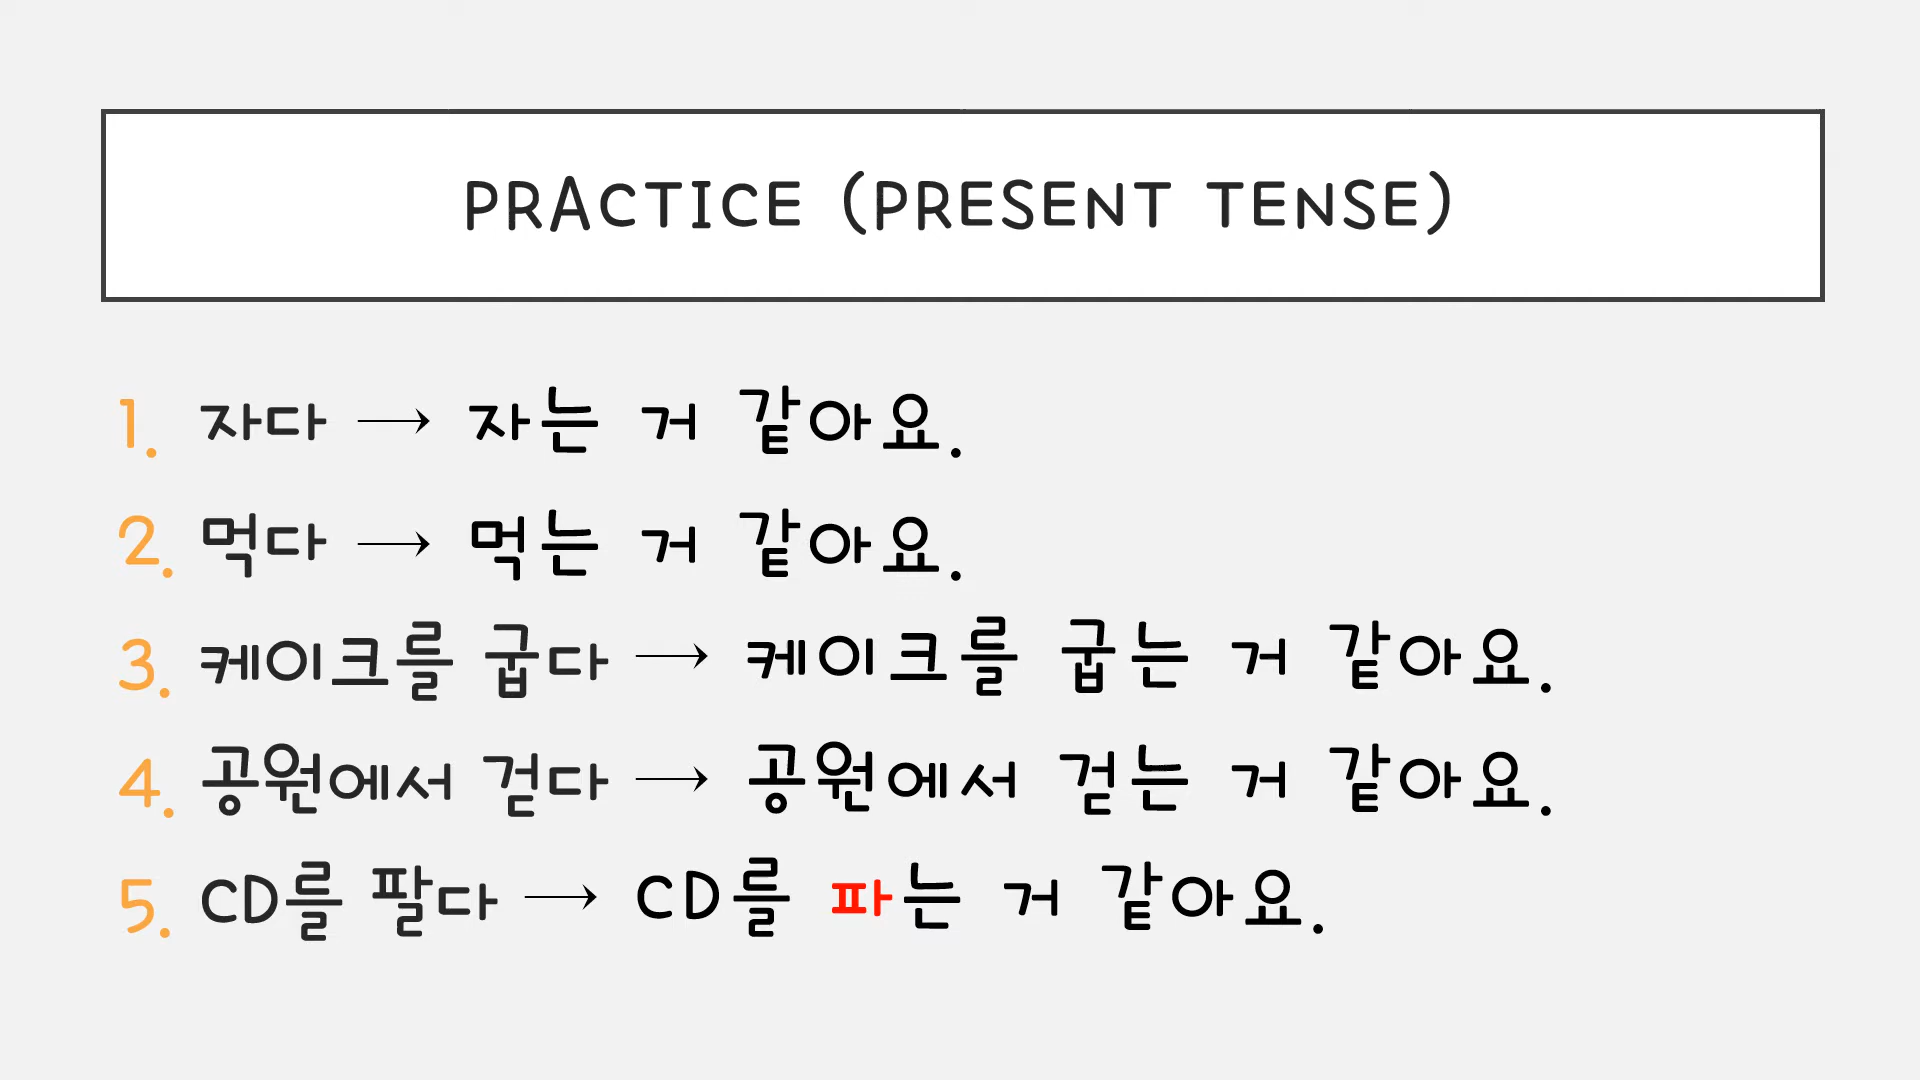 PRACTICE (PRESENT TENSE)
1. 자다 → 자는 거 같아요.
2. 먹다 → 먹는 거 같아요.
3. 케이크를 굽다 → 케이크를 굽는 거 같아요.
4. 공원에서 걷다 → 공원에서 걷는 거 같아요.
5. CD를 팔다 → CD를 파는 거 같아요.